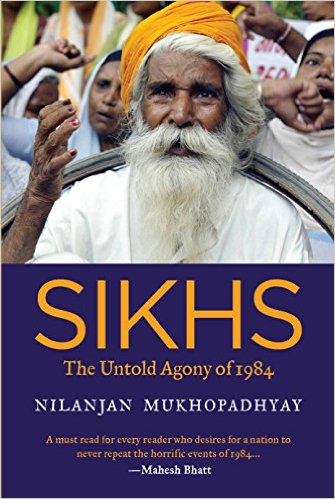 SIKHS
The Untold Agony of 1984
NILANJAN MUKHOPADHYAY
A must read for every reader who desires for a nation to
never repeat the horrific events of 1984....
—Mahesh Bhatt